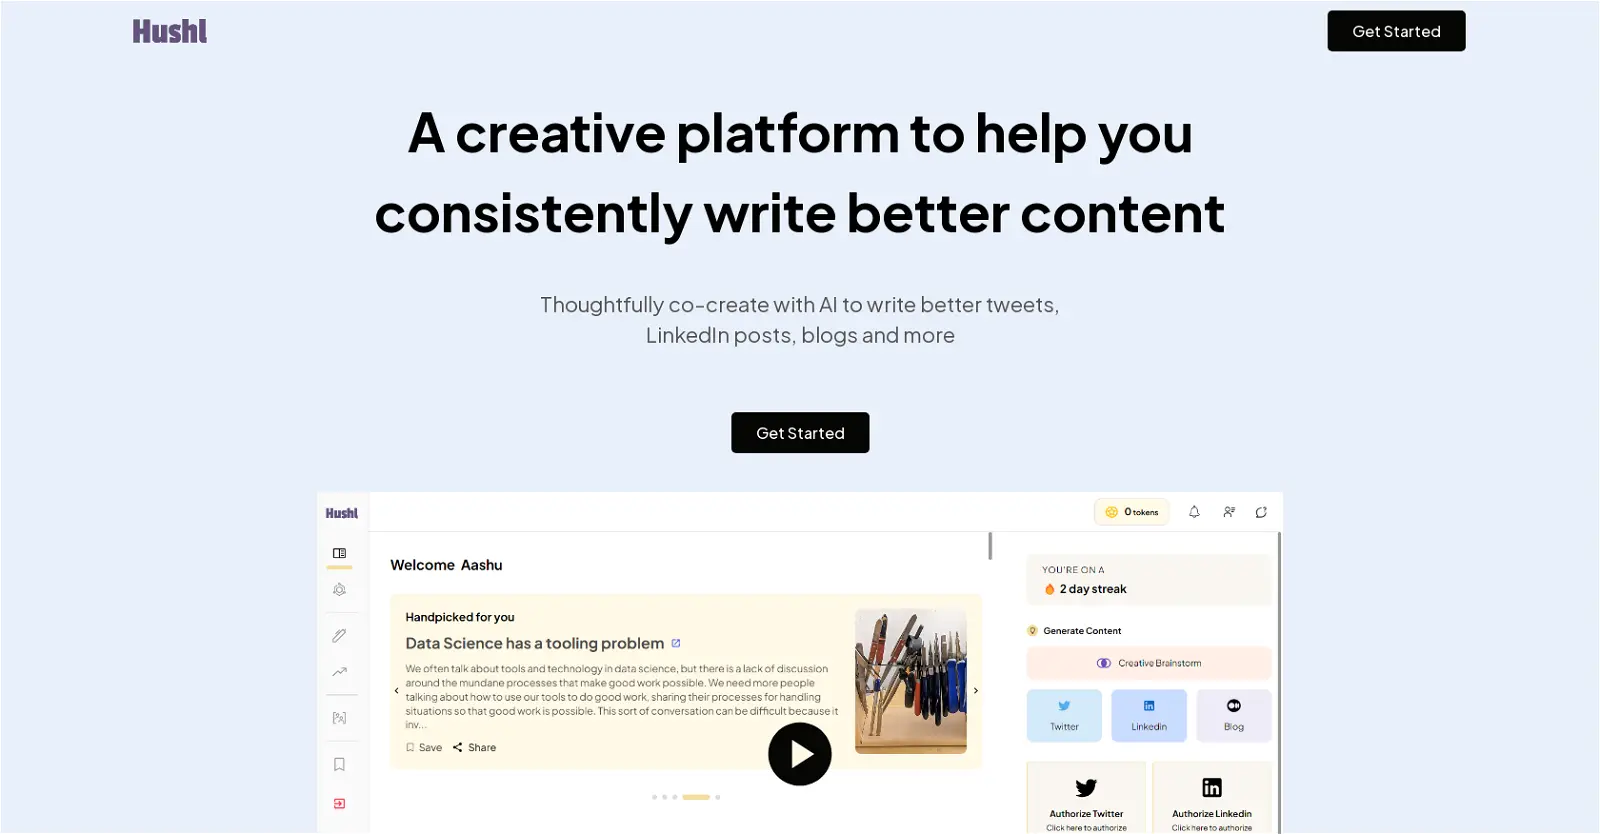 Hushl
Get Started
A creative platform to help you
consistently write better content
Thoughtfully co-create with AI to write better tweets,
LinkedIn posts, blogs and more
Get Started
Hushl
0 tokens
Welcome Aashu
Handpicked for you
Data Science has a tooling problem
We often talk about tools and technology in data science, but there is a lack of discussion
around the mundane processes that make good work possible. We need more people
talking about how to use our tools to do good work, sharing their processes for handling
situations so that good work is possible. This sort of conversation can be difficult because it
inv...
Save Share
YOU'RE ON A
2 day streak
Generate Content
Creative Brainstorm
Twitter Linkedin Blog
Authorize Twitter Authorize Linkedin
Click here to authorize Click here to authorize